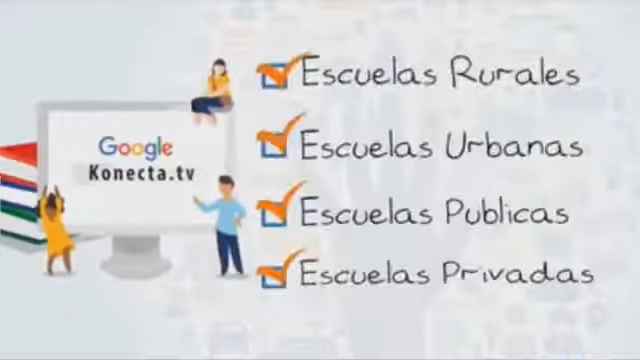 Google
Konecta.tv
Escuelas Rurales
Escuelas Urbanas
Escuelas Publicas
Escuelas Privadas